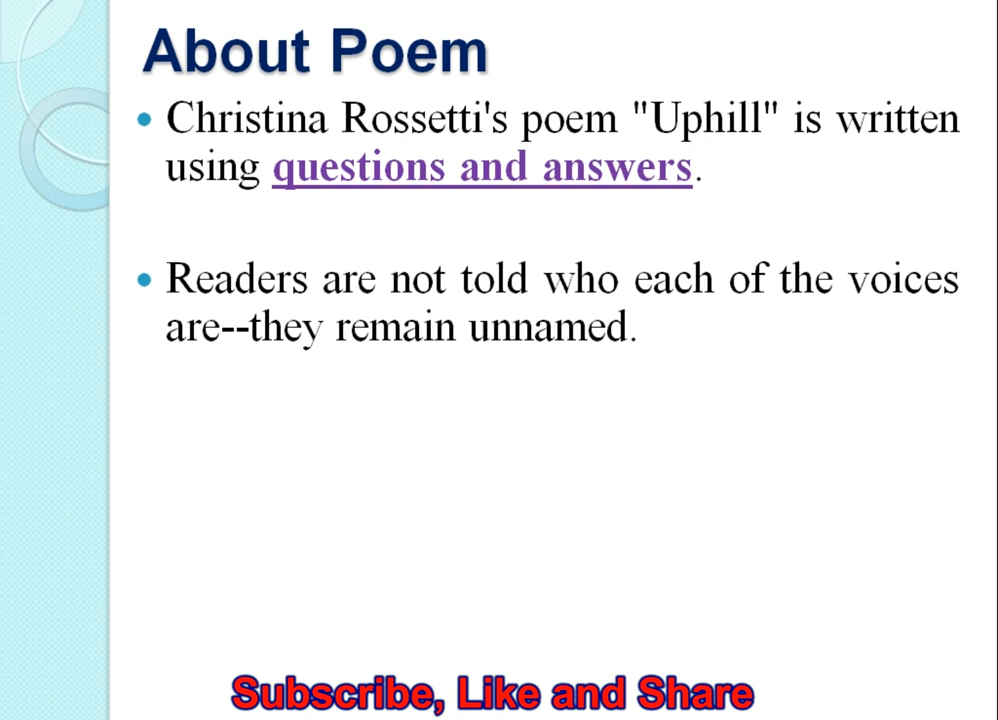 About Poem
• Christina Rossetti's poem "Uphill" is written
using questions and answers.
• Readers are not told who each of the voices
are--they remain unnamed.
Subscribe, Like and Share